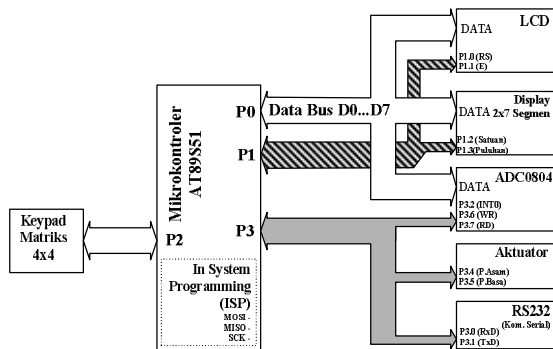 LCD
DATA
P1.0 (RS)
P1.1 (E)
Mikrokontroler
AT89S51
P0
Data Bus D0...D7
Display
2x7
Segmen
DATA
P1.2 (Satuan)
P1.3(Puluhan)
P1
ADC0804
DATA
P3.2 (INT0)
P3.6 (WR)
P3.7 (RD)
Keypad
Matriks
4x4
P2
P3
Aktuator
P3.4 (P.Asam)
P3.5 (P.Basa)
In System
Programming
(ISP)
MOSI -
MISO -
SCK -
RS232
(Kom. Serial)
P3.0 (RxD)
P3.1 (TxD)